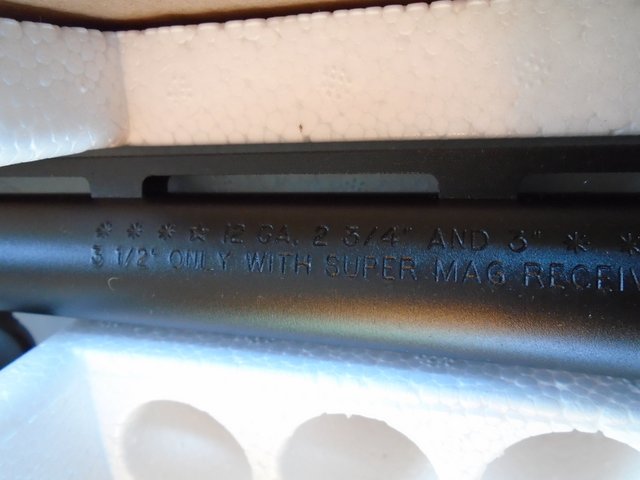 * * * * 12 GA. 2 3/4" AND 3" * *
3 1/2" ONLY WITH SUPER MAG RECEIV